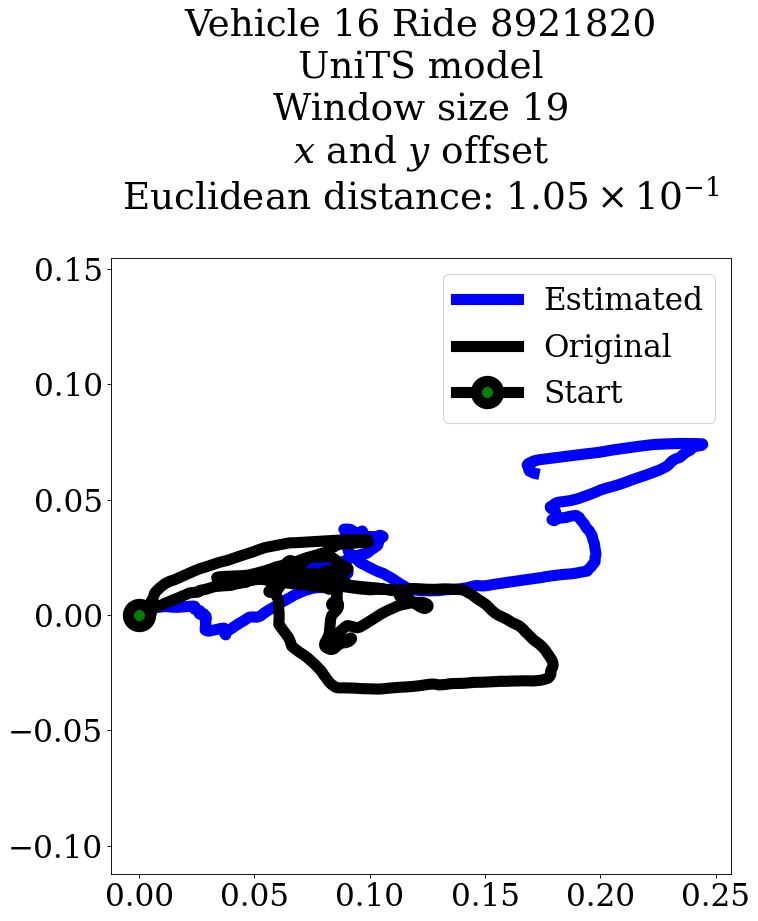 Vehicle 16 Ride 8921820
UniTS model
Window size 19
x and y offset
Euclidean distance: 1.05 × 10⁻¹
Estimated
Original
Start
0.15
0.10
0.05
0.00
−0.05
−0.10
0.00 0.05 0.10 0.15 0.20 0.25